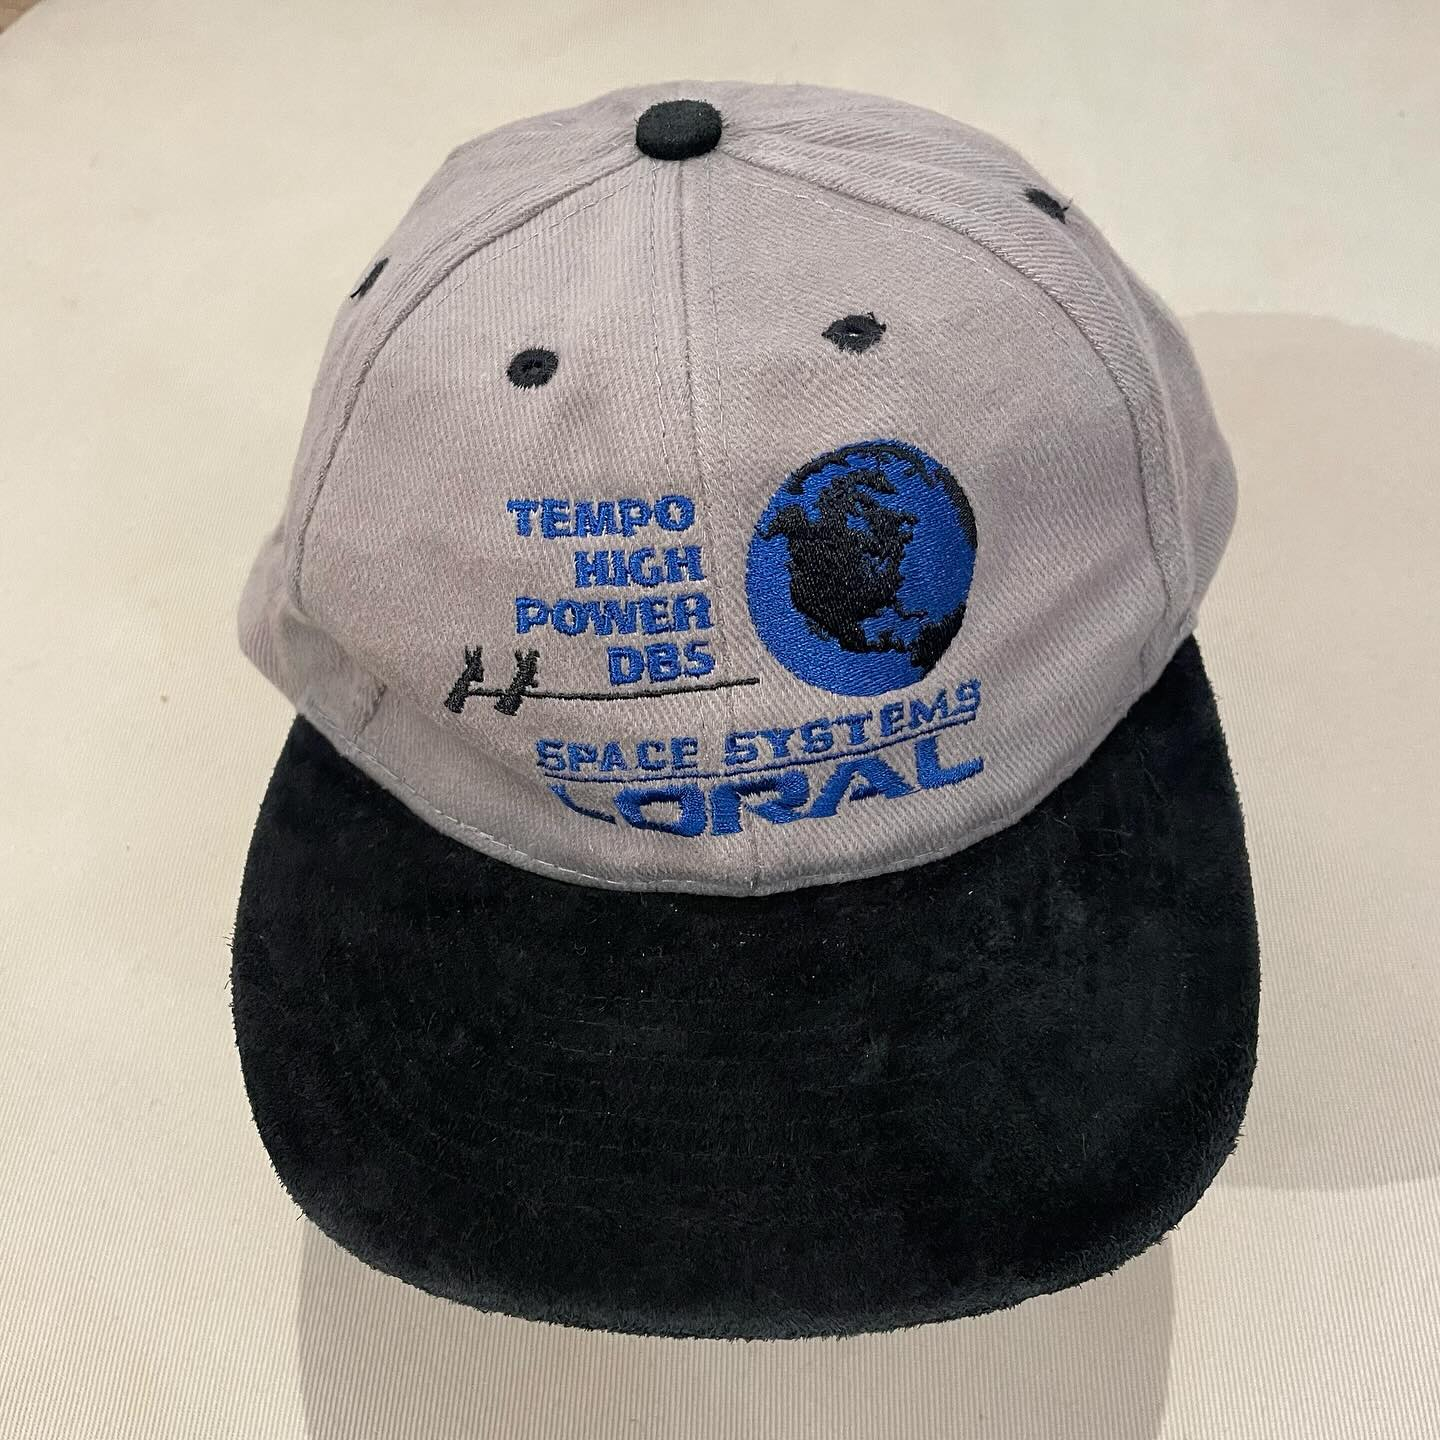 TEMPO
HIGH
POWER
DBS
SPACE SYSTEMS
LORAL